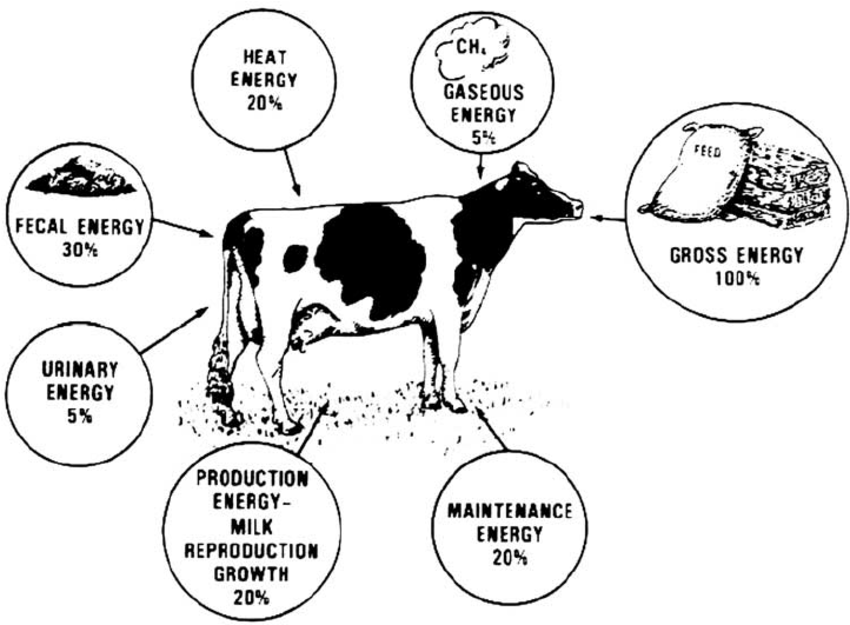 HEAT
ENERGY
20%
CH₄
GASEOUS
ENERGY
5%
FEED
GROSS ENERGY
100%
FECAL ENERGY
30%
URINARY
ENERGY
5%
PRODUCTION
ENERGY-
MILK
REPRODUCTION
GROWTH
20%
MAINTENANCE
ENERGY
20%